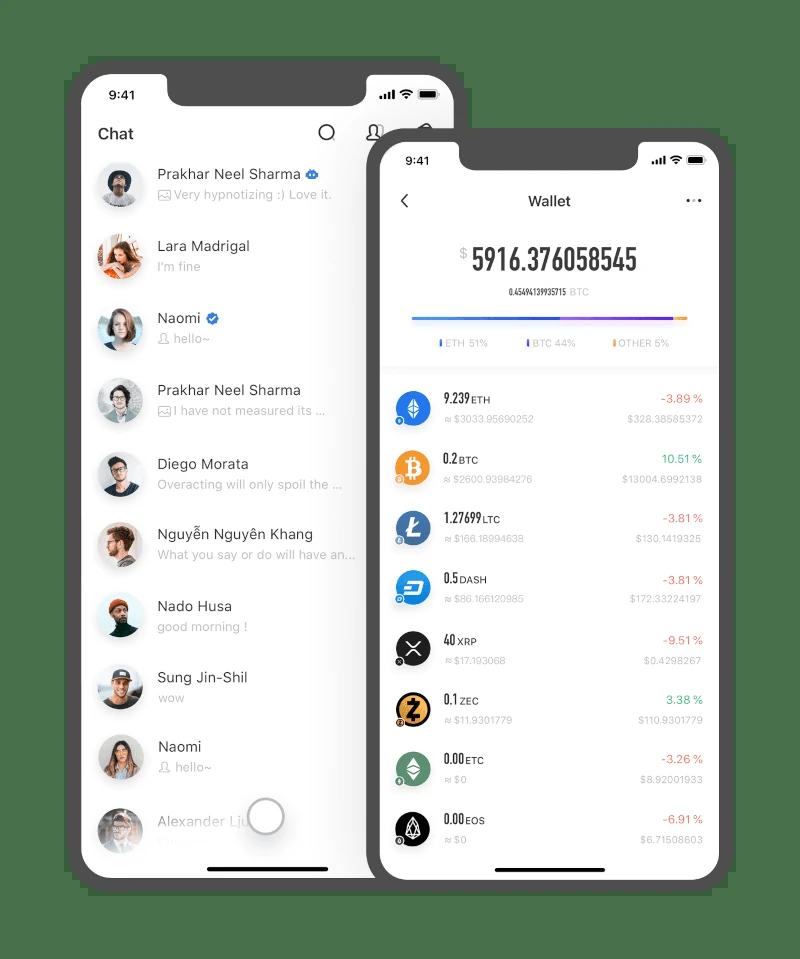 9:41
Chat
Prakhar Neel Sharma
Very hypnotizing :) Love it.
Lara Madrigal
I'm fine
Naomi
hello~
Prakhar Neel Sharma
I have not measured its ...
Diego Morata
Overacting will only spoil the ...
Nguyễn Nguyên Khang
What you say or do will have an...
Nado Husa
good morning !
Sung Jin-Shil
wow
Naomi
hello~
Alexander
9:41
Wallet
$ 5916.376058545
0.45494139935715 BTC
ETH 51% BTC 44% OTHER 5%
9.239 ETH -3.89 %
≈ $3033.95690252 $328.38585372
0.2 BTC 10.51 %
≈ $2600.93984276 $13004.6992138
1.27699 LTC -3.81 %
≈ $166.18994638 $130.1419325
0.5 DASH -3.81 %
≈ $86.166120985 $172.33224197
40 XRP -9.51 %
≈ $17.193068 $0.4298267
0.1 ZEC 3.38 %
≈ $11.9301779 $110.9301779
0.00 ETC -3.26 %
≈ $0 $8.92001933
0.00 EOS -6.91 %
≈ $0 $6.71508603